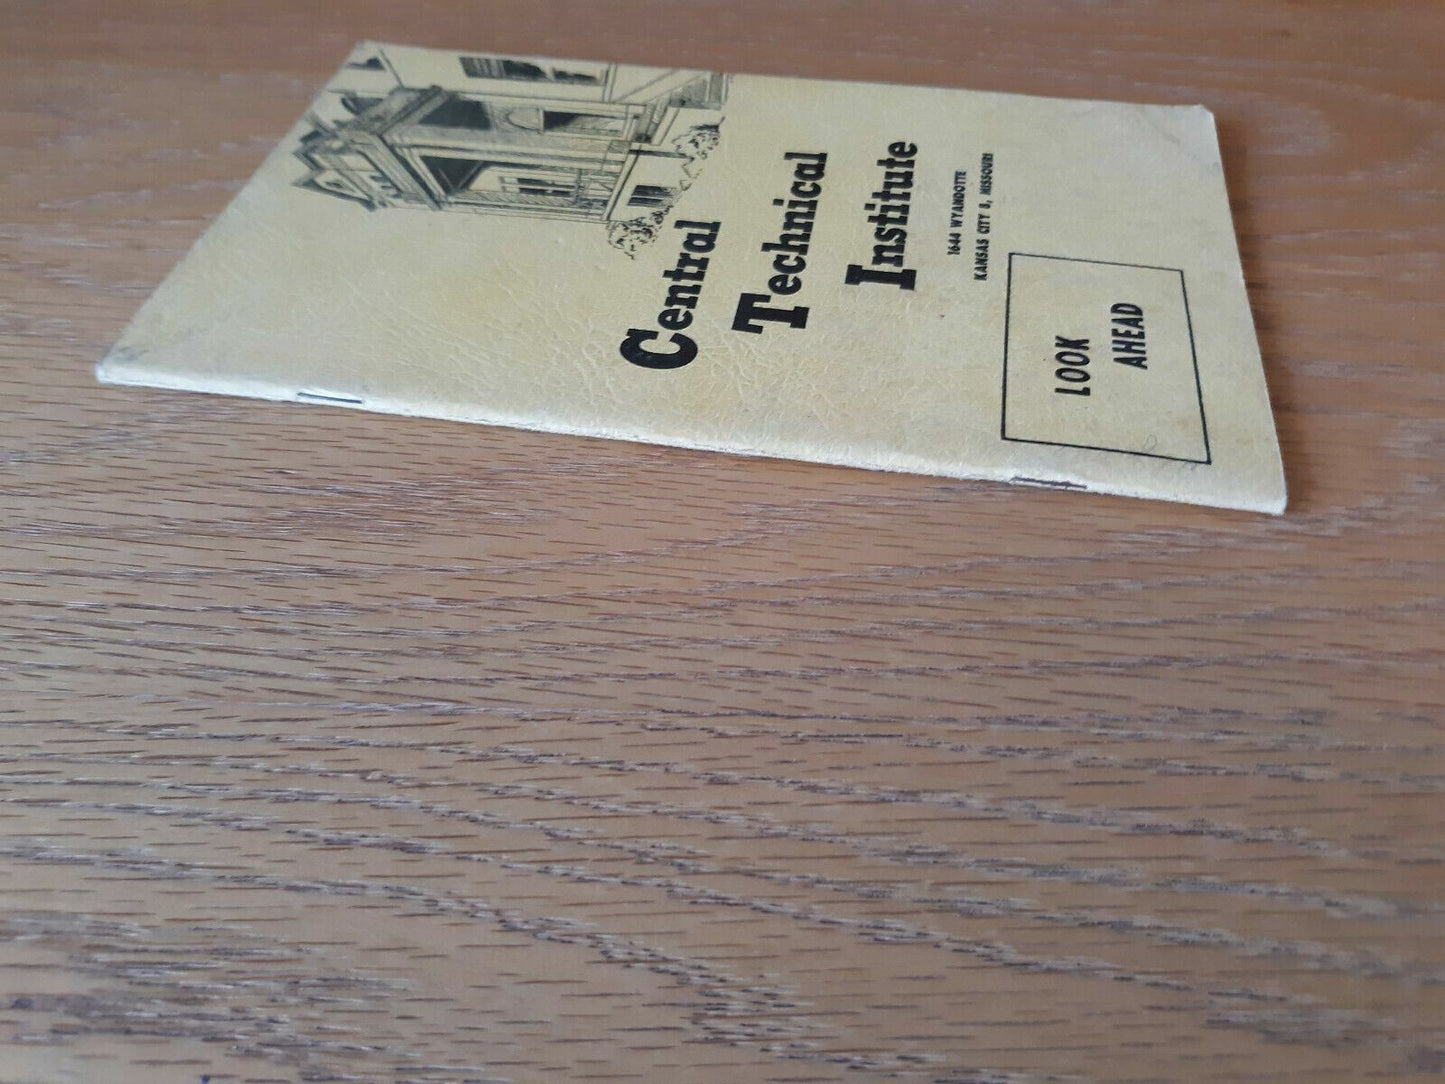 Central
Technical
Institute
1644 WYANDOTTE
KANSAS CITY 8, MISSOURI
LOOK
AHEAD